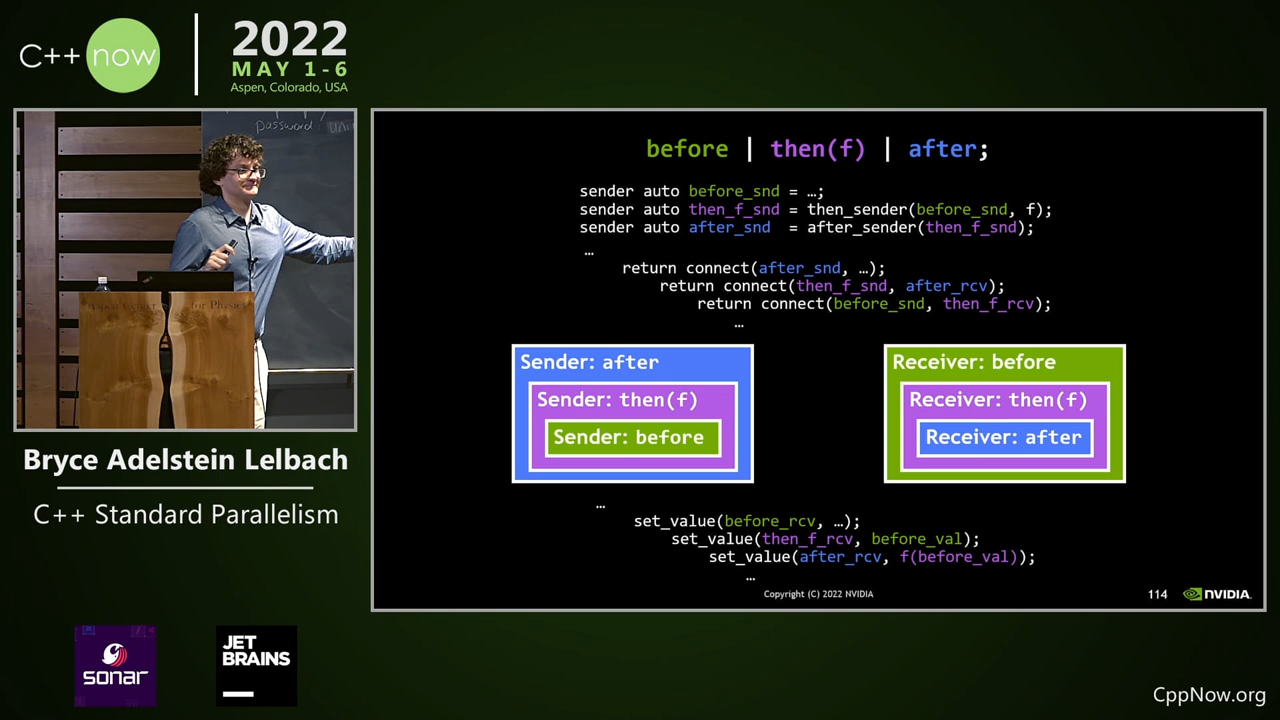 C++ now
2022
MAY 1-6
Aspen, Colorado, USA
password
before | then(f) | after;
sender auto before_snd = …;
sender auto then_f_snd = then_sender(before_snd, f);
sender auto after_snd  = after_sender(then_f_snd);
…
return connect(after_snd, …);
return connect(then_f_snd, after_rcv);
return connect(before_snd, then_f_rcv);
…
Sender: after
Sender: then(f)
Sender: before
Receiver: before
Receiver: then(f)
Receiver: after
…
set_value(before_rcv, …);
set_value(then_f_rcv, before_val);
set_value(after_rcv, f(before_val));
…
Copyright (C) 2022 NVIDIA
114
NVIDIA.
for Physics
Bryce Adelstein Lelbach
C++ Standard Parallelism
sonar
JET
BRAINS
CppNow.org